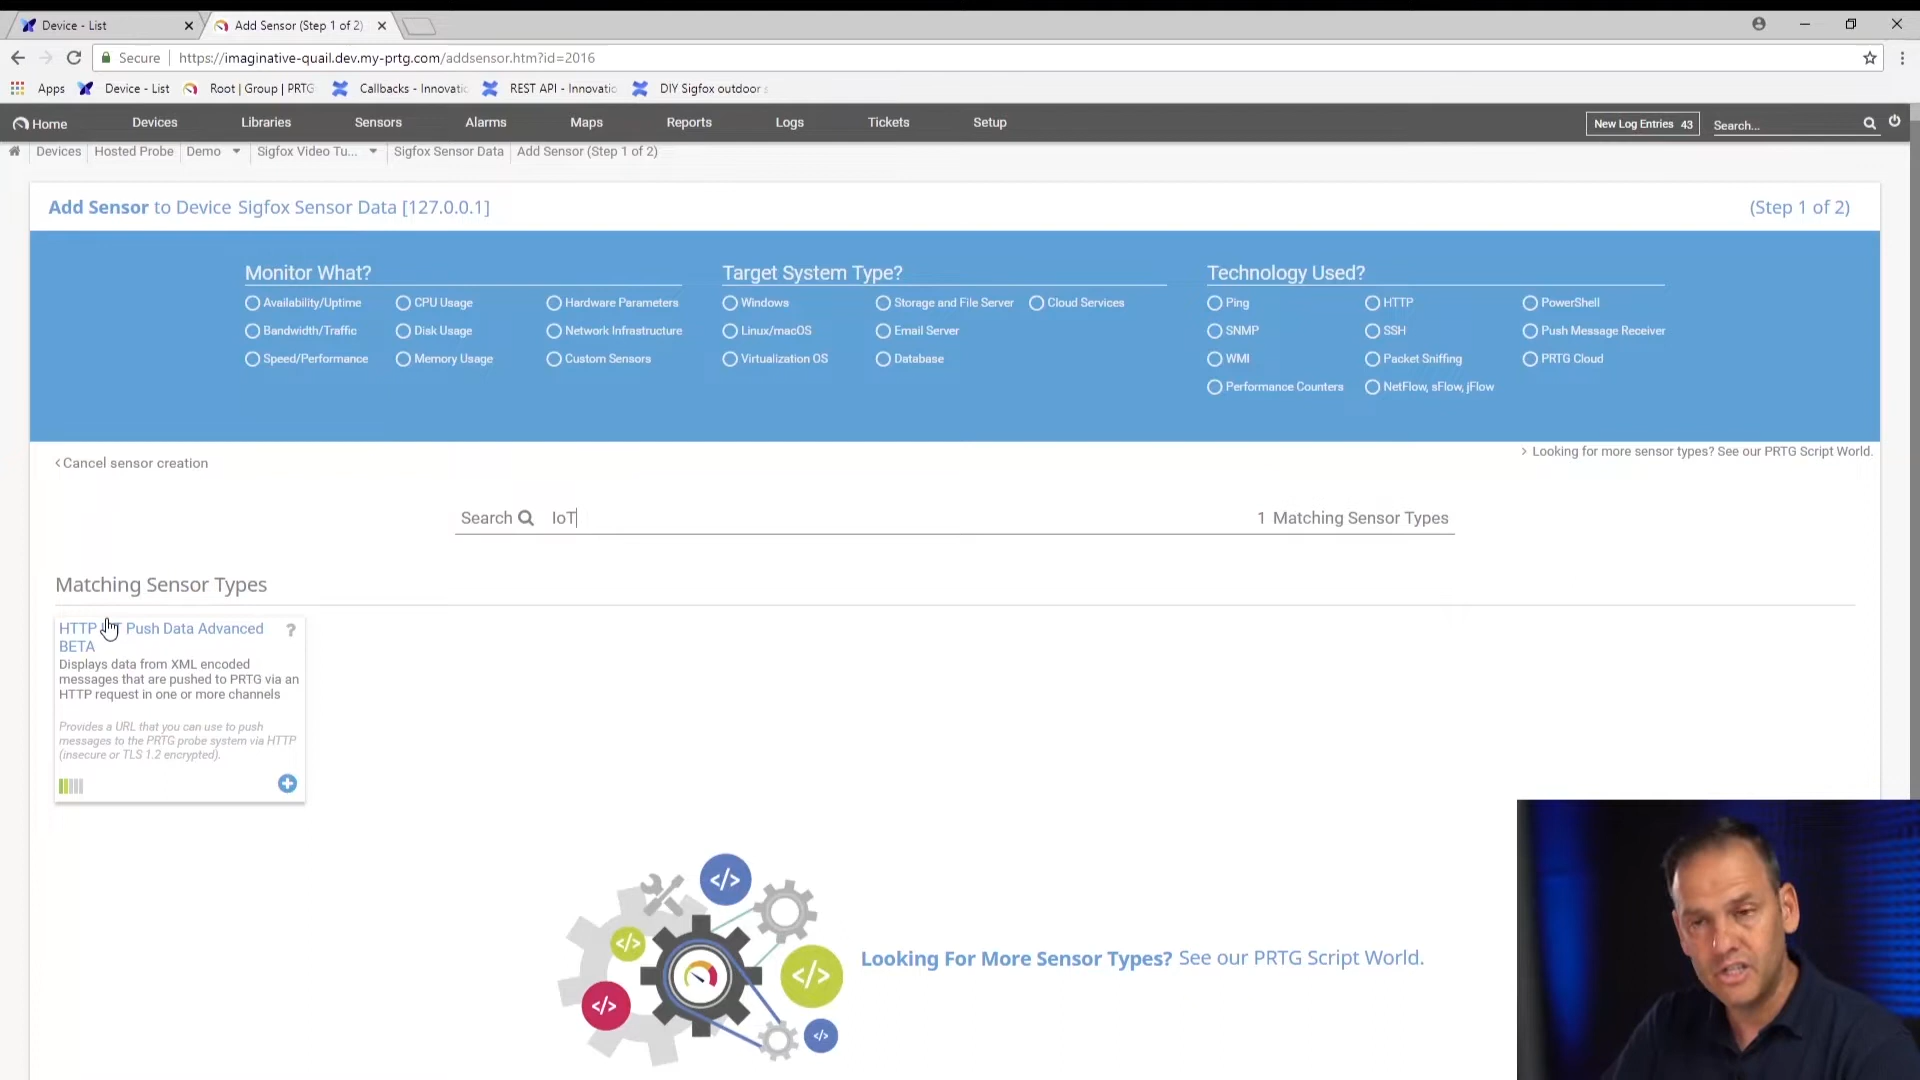 Device - List
Add Sensor (Step 1 of 2)
Secure https://imaginative-quail.dev.my-prtg.com/addsensor.htm?id=2016
Apps Device - List Root | Group | PRTG Callbacks - Innovatic REST API - Innovatio DIY Sigfox outdoor
Home Devices Libraries Sensors Alarms Maps Reports Logs Tickets Setup New Log Entries 43 Search...
Devices Hosted Probe Demo Sigfox Video Tu... Sigfox Sensor Data Add Sensor (Step 1 of 2)
Add Sensor to Device Sigfox Sensor Data [127.0.0.1] (Step 1 of 2)
Monitor What? Target System Type? Technology Used?
Availability/Uptime CPU Usage Hardware Parameters Windows Storage and File Server Cloud Services Ping HTTP PowerShell
Bandwidth/Traffic Disk Usage Network Infrastructure Linux/macOS Email Server SNMP SSH Push Message Receiver
Speed/Performance Memory Usage Custom Sensors Virtualization OS Database WMI Packet Sniffing PRTG Cloud
Performance Counters NetFlow, sFlow, jFlow
Cancel sensor creation
> Looking for more sensor types? See our PRTG Script World.
Search IoT 1 Matching Sensor Types
Matching Sensor Types
HTTP Push Data Advanced ?
BETA
Displays data from XML encoded
messages that are pushed to PRTG via an
HTTP request in one or more channels
Provides a URL that you can use to push
messages to the PRTG probe system via HTTP
(insecure or TLS 1.2 encrypted).
</>
</>
</>
</>
</>
Looking For More Sensor Types? See our PRTG Script World.